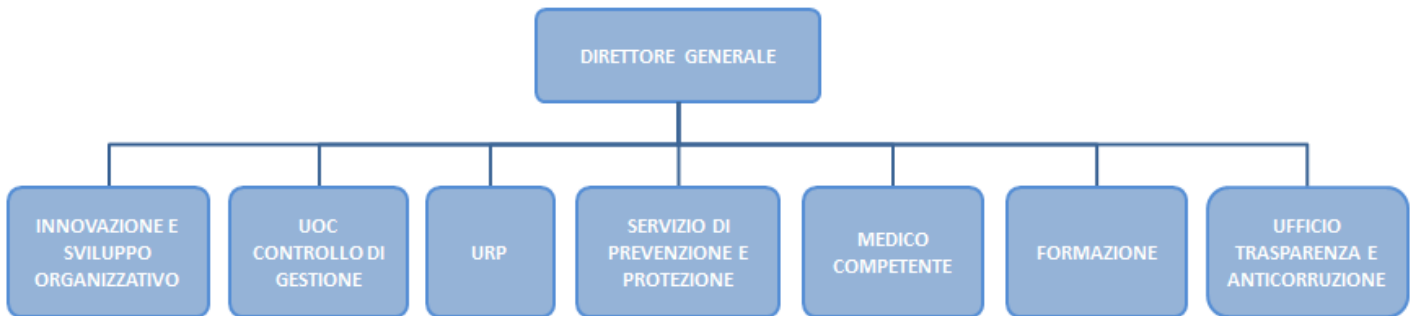 DIRETTORE GENERALE
INNOVAZIONE E
SVILUPPO
ORGANIZZATIVO
UOC
CONTROLLO DI
GESTIONE
URP
SERVIZIO DI
PREVENZIONE E
PROTEZIONE
MEDICO
COMPETENTE
FORMAZIONE
UFFICIO
TRASPARENZA E
ANTICORRUZIONE